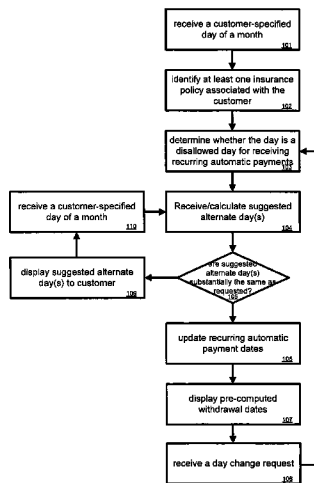 receive a customer-specified
day of a month
101
identify at least one insurance
policy associated with the
customer
102
determine whether the day is a
disallowed day for receiving
recurring automatic payments
103
receive a customer-specified
day of a month
110
Receive/calculate suggested
alternate day(s)
104
display suggested alternate
day(s) to customer
109
are suggested
alternate day(s)
substantially the same as
requested?
update recurring automatic
payment dates
display pre-computed
withdrawal dates
107
receive a day change request